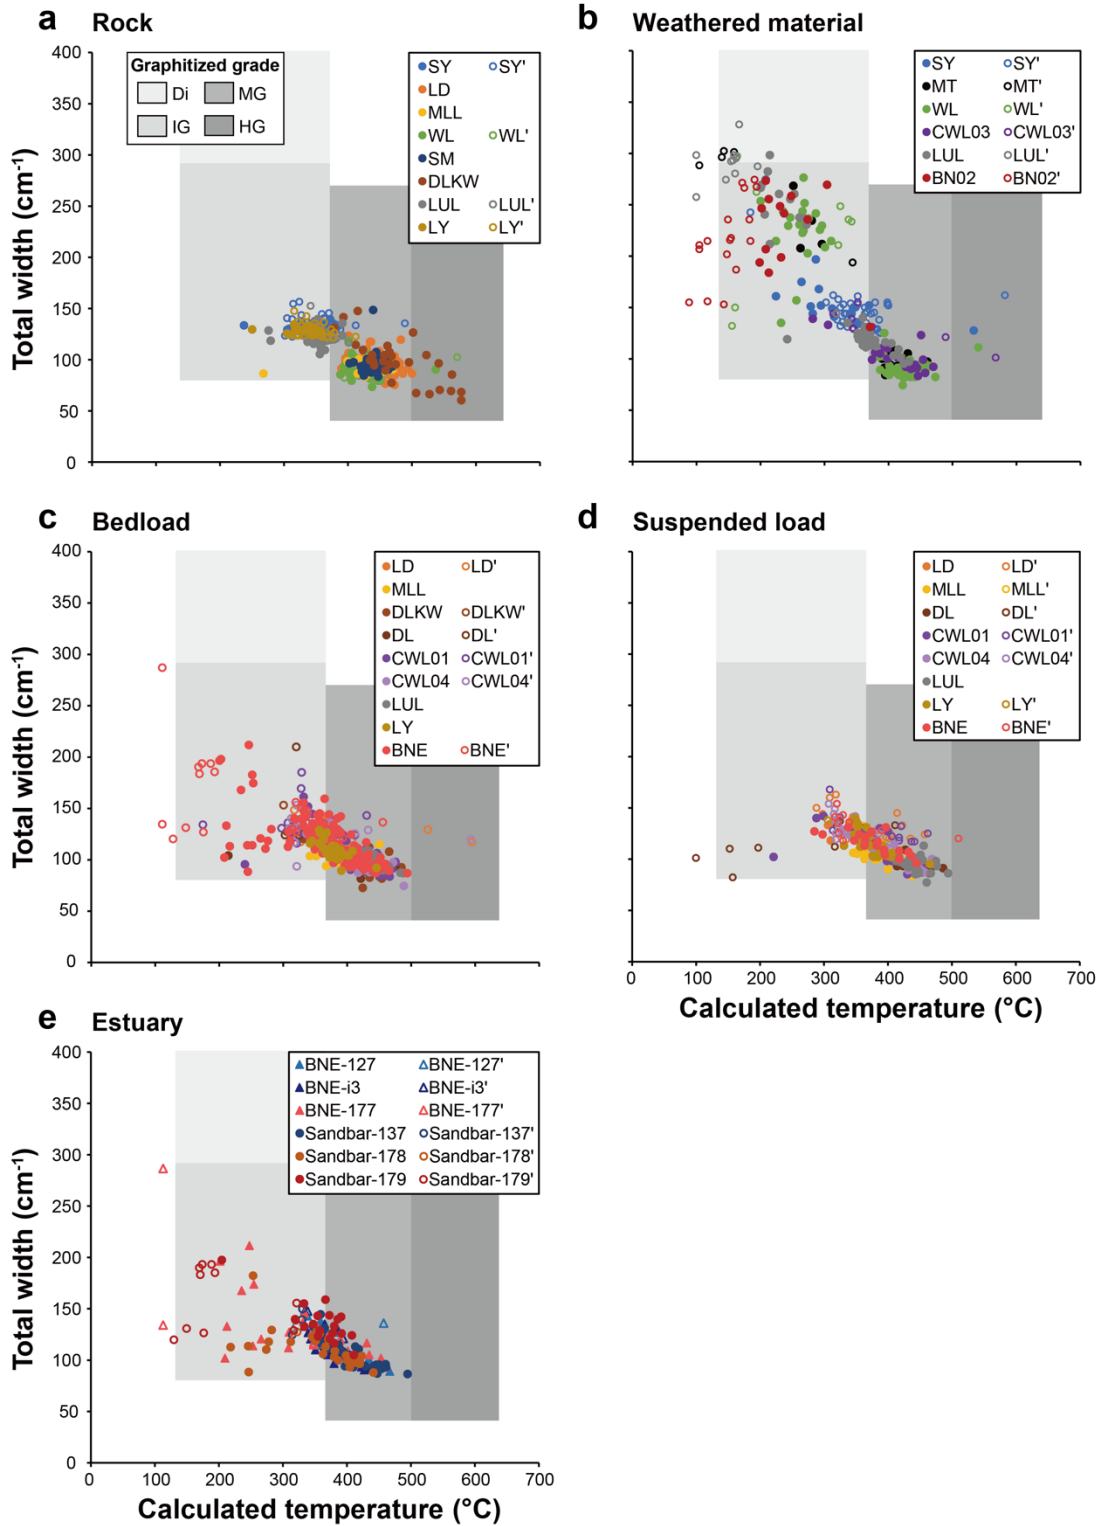 a Rock
400
350
300
250
200
150
100
50
0
Total width (cm-1)
Graphitized grade
Di MG
IG HG
SY SY'
LD
MLL
WL WL'
SM
DLKW
LUL LUL'
LY LY'
b Weathered material
SY SY'
MT MT'
WL WL'
CWL03 CWL03'
LUL LUL'
BN02 BN02'
c Bedload
400
350
300
250
200
150
100
50
0
Total width (cm-1)
LD LD'
MLL
DLKW DLKW'
DL DL'
CWL01 CWL01'
CWL04 CWL04'
LUL
LY
BNE BNE'
d Suspended load
LD LD'
MLL MLL'
DL DL'
CWL01 CWL01'
CWL04 CWL04'
LUL
LY LY'
BNE BNE'
0 100 200 300 400 500 600 700
Calculated temperature (°C)
e Estuary
400
350
300
250
200
150
100
50
0
Total width (cm-1)
BNE-127 BNE-127'
BNE-i3 BNE-i3'
BNE-177 BNE-177'
Sandbar-137 Sandbar-137'
Sandbar-178 Sandbar-178'
Sandbar-179 Sandbar-179'
0 100 200 300 400 500 600 700
Calculated temperature (°C)